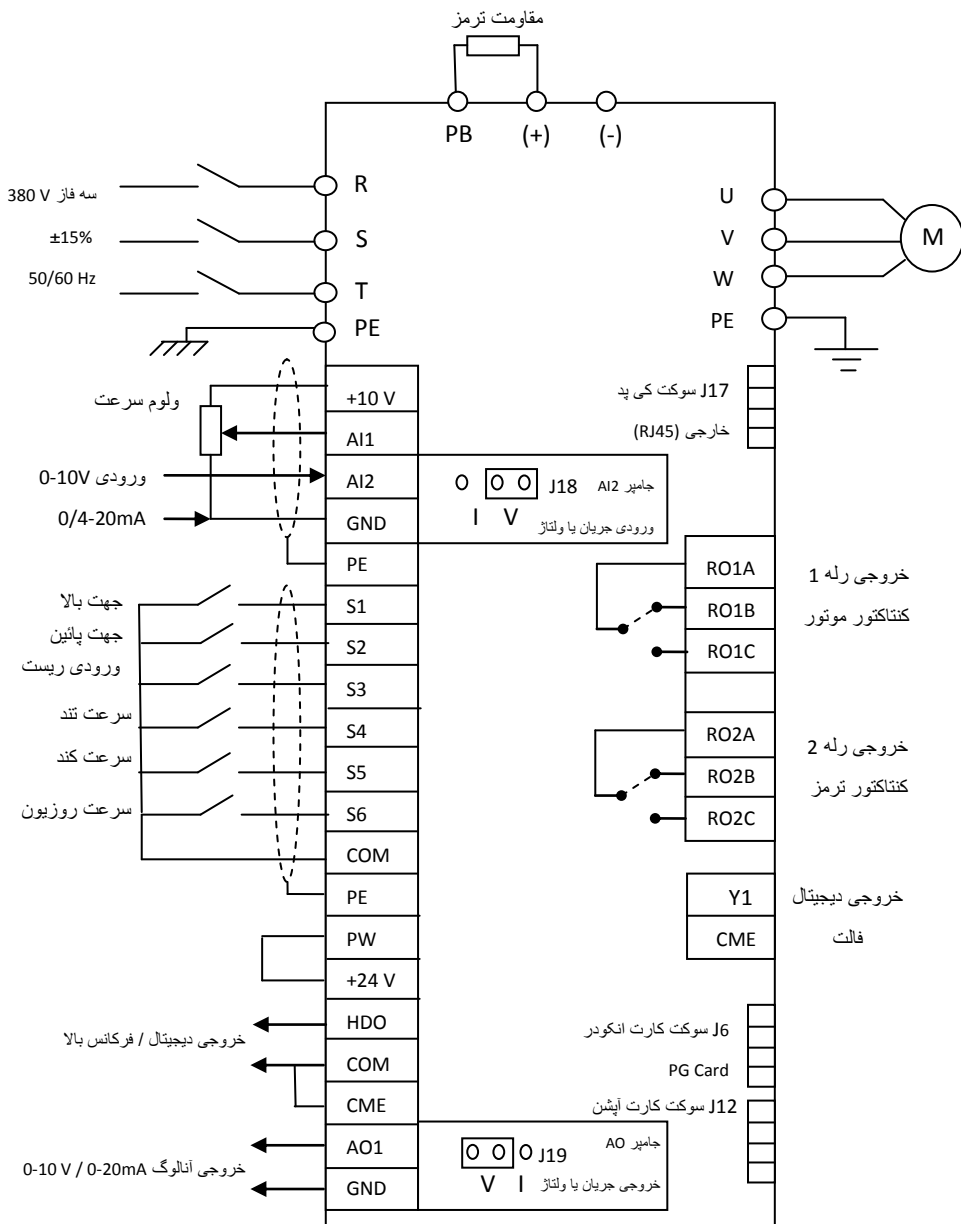 مقاومت ترمز
PB (+) (-)
سه فاز 380 V
±15%
50/60 Hz
R
S
T
PE
U
V
W
PE
M
ولوم سرعت
ورودی 0-10V
0/4-20mA
+10 V
AI1
AI2
GND
PE
J18 جامپر AI2
I V
ورودی جریان یا ولتاژ
J17 سوکت کی پد
خارجی (RJ45)
جهت بالا
جهت پائین
ورودی ریست
سرعت تند
سرعت کند
سرعت روزیون
S1
S2
S3
S4
S5
S6
COM
PE
PW
+24 V
HDO
COM
CME
AO1
GND
RO1A
RO1B
RO1C
خروجی رله 1
کنتاکتور موتور
RO2A
RO2B
RO2C
خروجی رله 2
کنتاکتور ترمز
Y1
CME
خروجی دیجیتال
فالت
خروجی دیجیتال / فرکانس بالا
خروجی آنالوگ 0-10 V / 0-20mA
J19 جامپر AO
V I
خروجی جریان یا ولتاژ
J6 سوکت کارت انکودر
PG Card
J12 سوکت کارت آپشن